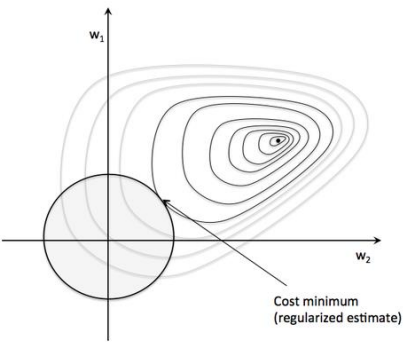 w₁
w₂
Cost minimum
(regularized estimate)